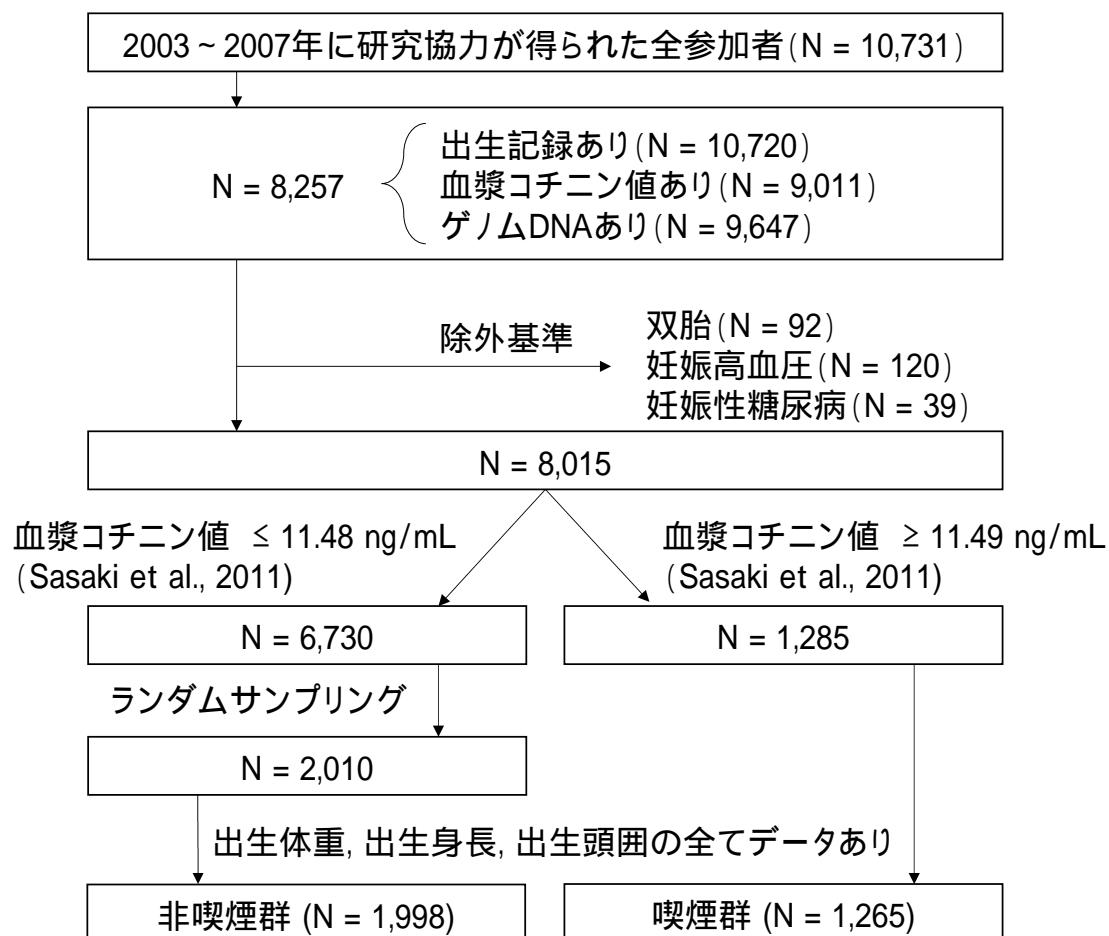 2003~2007年に研究協力が得られた全参加者(N = 10,731)
N = 8,257
出生記録あり(N = 10,720)
血漿コチニン値あり(N = 9,011)
ゲノムDNAあり(N = 9,647)
除外基準
双胎(N = 92)
妊娠高血圧(N = 120)
妊娠性糖尿病(N = 39)
N = 8,015
血漿コチニン値 ≤ 11.48 ng/mL
(Sasaki et al., 2011)
血漿コチニン値 ≥ 11.49 ng/mL
(Sasaki et al., 2011)
N = 6,730
N = 1,285
ランダムサンプリング
N = 2,010
出生体重, 出生身長, 出生頭囲の全てデータあり
非喫煙群 (N = 1,998)
喫煙群 (N = 1,265)